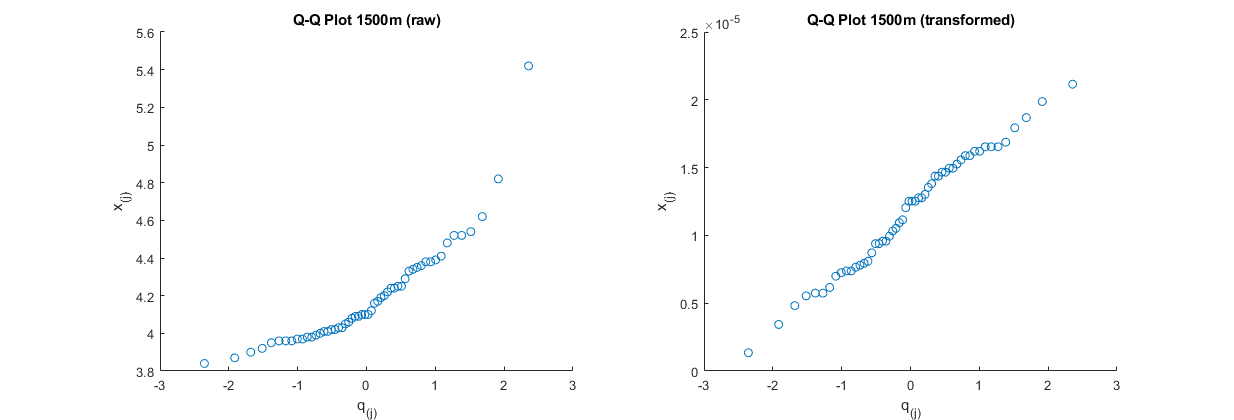 Q-Q Plot 1500m (raw)
5.6
5.4
5.2
5
4.8
4.6
4.4
4.2
4
3.8
x(j)
-3 -2 -1 0 1 2 3
q(j)
Q-Q Plot 1500m (transformed)
×10-5
2.5
2
1.5
1
0.5
0
x(j)
-3 -2 -1 0 1 2 3
q(j)